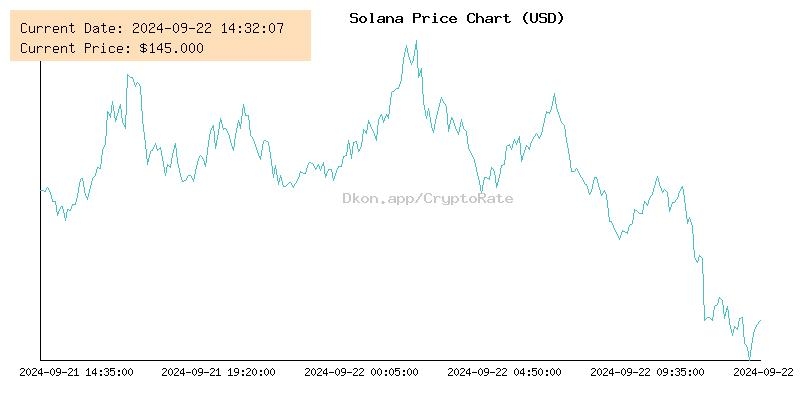 Solana Price Chart (USD)
Current Date: 2024-09-22 14:32:07
Current Price: $145.000
Dkon.app/CryptoRate
2024-09-21 14:35:00 2024-09-21 19:20:00 2024-09-22 00:05:00 2024-09-22 04:50:00 2024-09-22 09:35:00 2024-09-22